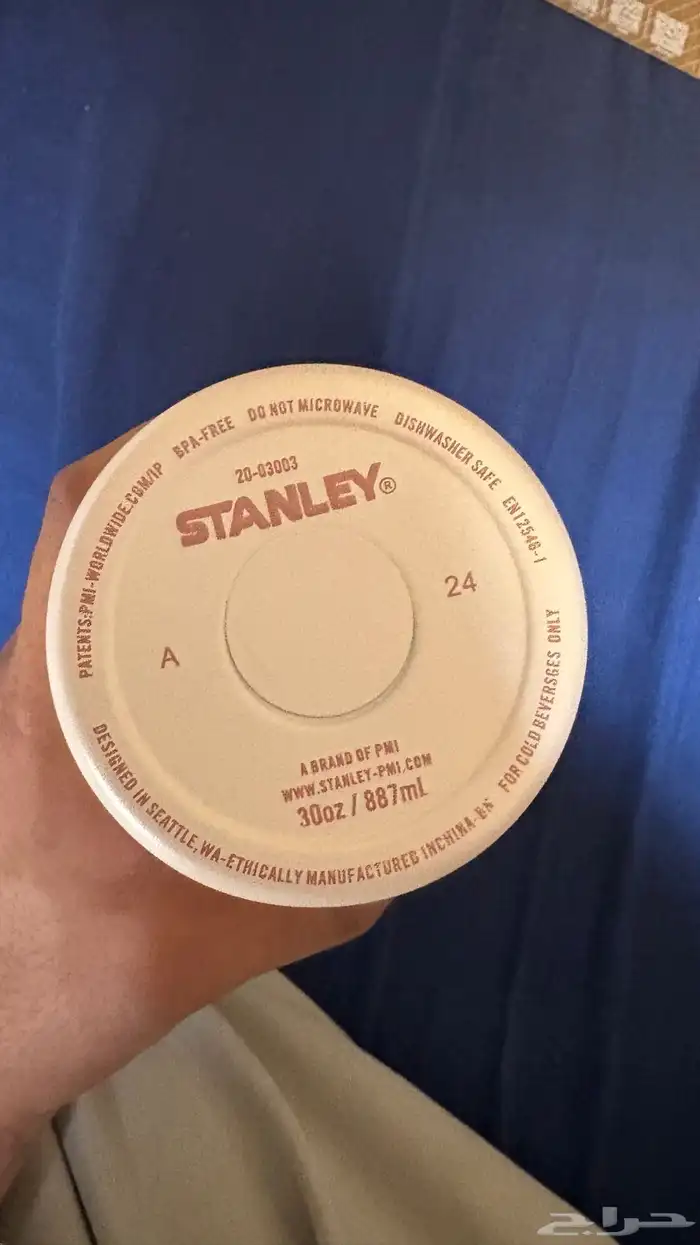 PATENTS:PMI-WORLDWIDE.COM/IP BPA-FREE DO NOT MICROWAVE DISHWASHER SAFE EN12546-1
20-03003
STANLEY®
24
A
A BRAND OF PMI
WWW.STANLEY-PMI.COM
30oz / 887mL
DESIGNED IN SEATTLE,WA-ETHICALLY MANUFACTURED INCHINA- FOR COLD BEVERSGES ONLY
حراج